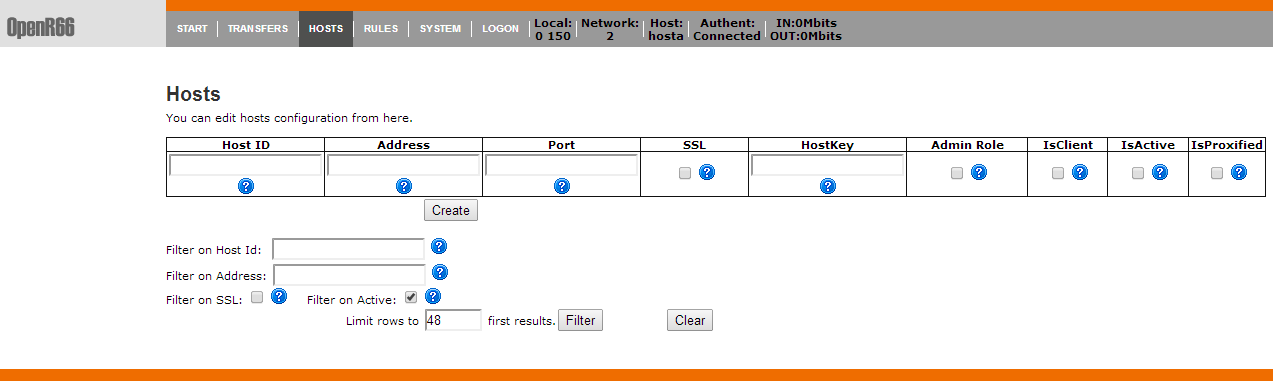 OpenR66
START TRANSFERS HOSTS RULES SYSTEM LOGON Local: Network: Host: Authent: IN:0Mbits
0 150 2 hosta Connected OUT:0Mbits
Hosts
You can edit hosts configuration from here.
Host ID Address Port SSL HostKey Admin Role IsClient IsActive IsProxified
? ? ? ? ?
? ? ? ?
Create
Filter on Host Id: ?
Filter on Address: ?
Filter on SSL: ? Filter on Active: ?
Limit rows to 48 first results. Filter Clear